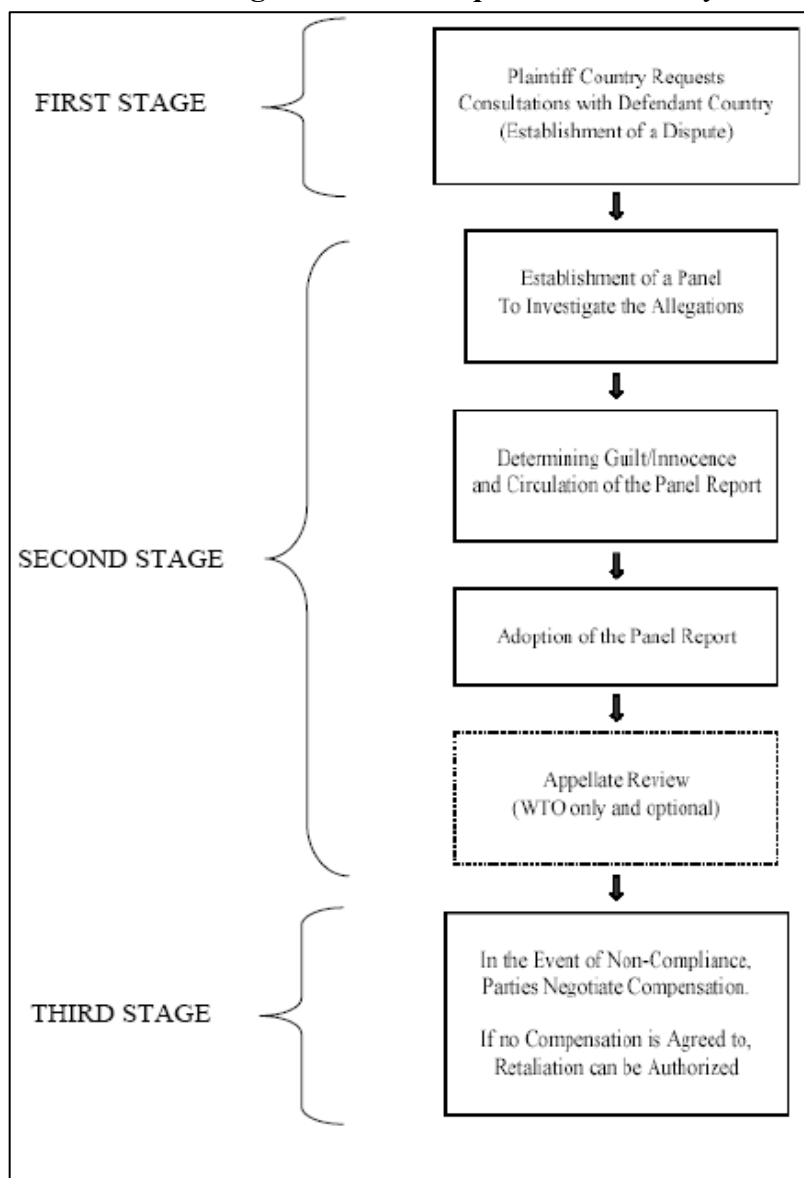 FIRST STAGE
Plaintiff Country Requests
Consultations with Defendant Country
(Establishment of a Dispute)
Establishment of a Panel
To Investigate the Allegations
Determining Guilt/Innocence
and Circulation of the Panel Report
SECOND STAGE
Adoption of the Panel Report
Appellate Review
(WTO only and optional)
THIRD STAGE
In the Event of Non-Compliance,
Parties Negotiate Compensation.
If no Compensation is Agreed to,
Retaliation can be Authorized